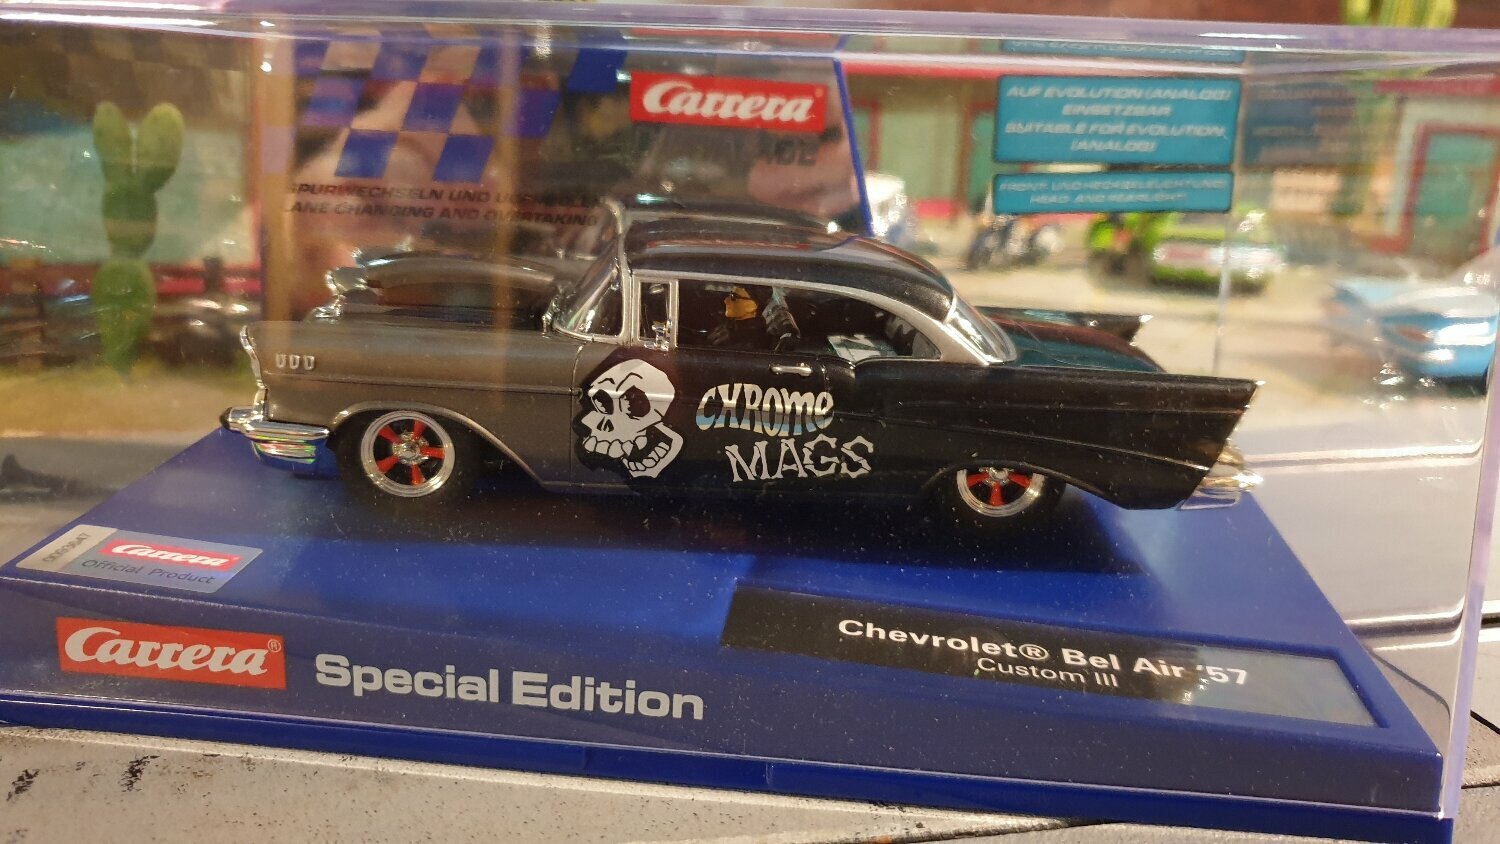 Carrera
AUF EVOLUTION (ANALOG)
EINSETZBAR
SUITABLE FOR EVOLUTION
(ANALOG)
FRONT- UND HECKBELEUCHTUNG
HEAD AND REARLIGHT
SPURWECHSELN UND
LANE CHANGING AND OVERTAKING
CHROME
MAGS
Carrera
Official Product
Carrera®
Special Edition
Chevrolet® Bel Air '57
Custom III